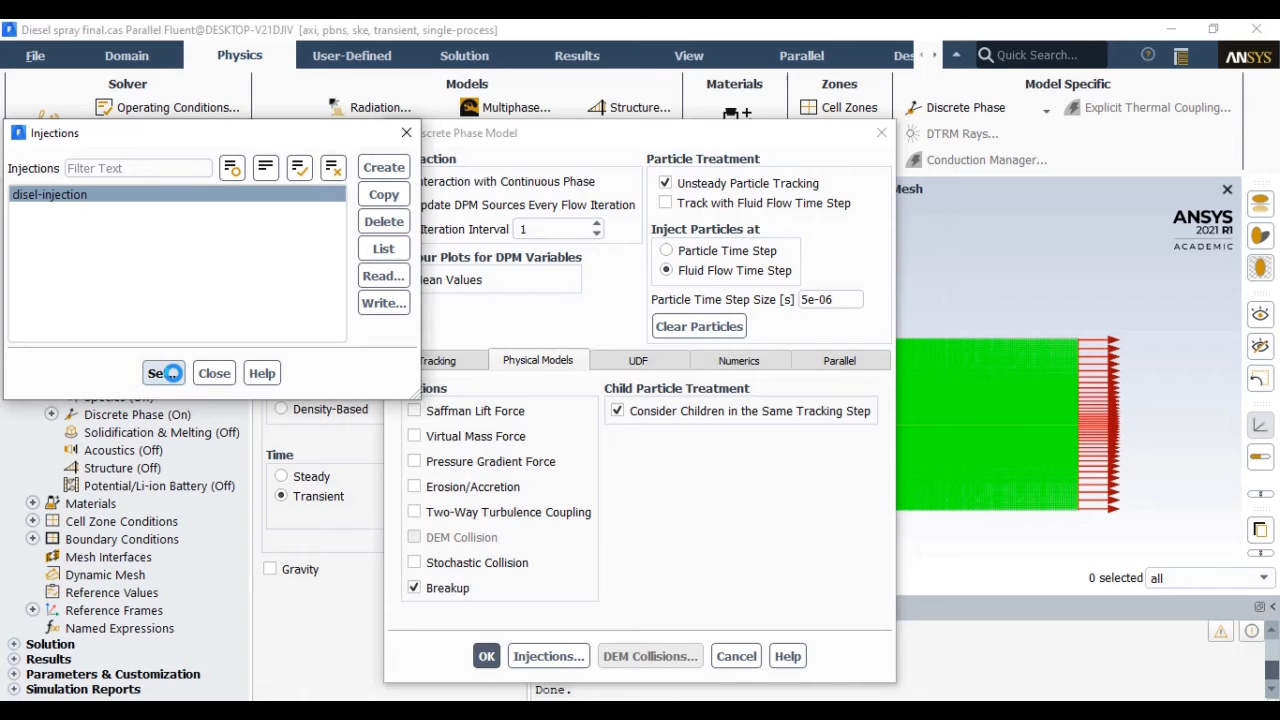 Diesel spray final.cas Parallel Fluent@DESKTOP-V21DJIV [axi, pbns, ske, transient, single-process]
File Domain Physics User-Defined Solution Results View Parallel De Quick Search... ANSYS
Solver Models Materials Zones Model Specific
Operating Conditions... Radiation... Multiphase... Structure... Cell Zones Discrete Phase Explicit Thermal Coupling...
DTRM Rays...
Conduction Manager...
Injections
Injections Filter Text
disel-injection
Create
Copy
Delete
List
Read...
Write...
Close Help
screte Phase Model
action
nteraction with Continuous Phase
pdate DPM Sources Every Flow Iteration
Iteration Interval 1
our Plots for DPM Variables
ean Values
Particle Treatment
Unsteady Particle Tracking
Track with Fluid Flow Time Step
Inject Particles at
Particle Time Step
Fluid Flow Time Step
Particle Time Step Size [s] 5e-06
Clear Particles
racking Physical Models UDF Numerics Parallel
tions
Saffman Lift Force
Virtual Mass Force
Pressure Gradient Force
Erosion/Accretion
Two-Way Turbulence Coupling
DEM Collision
Stochastic Collision
Breakup
Child Particle Treatment
Consider Children in the Same Tracking Step
OK Injections... DEM Collisions... Cancel Help
Mesh
ANSYS
2021 R1
ACADEMIC
0 selected all
Done.
Discrete Phase (On)
Solidification & Melting (Off)
Acoustics (Off)
Structure (Off)
Potential/Li-ion Battery (Off)
Materials
Cell Zone Conditions
Boundary Conditions
Mesh Interfaces
Dynamic Mesh
Reference Values
Reference Frames
Named Expressions
Solution
Results
Parameters & Customization
Simulation Reports
Density-Based
Time
Steady
Transient
Gravity